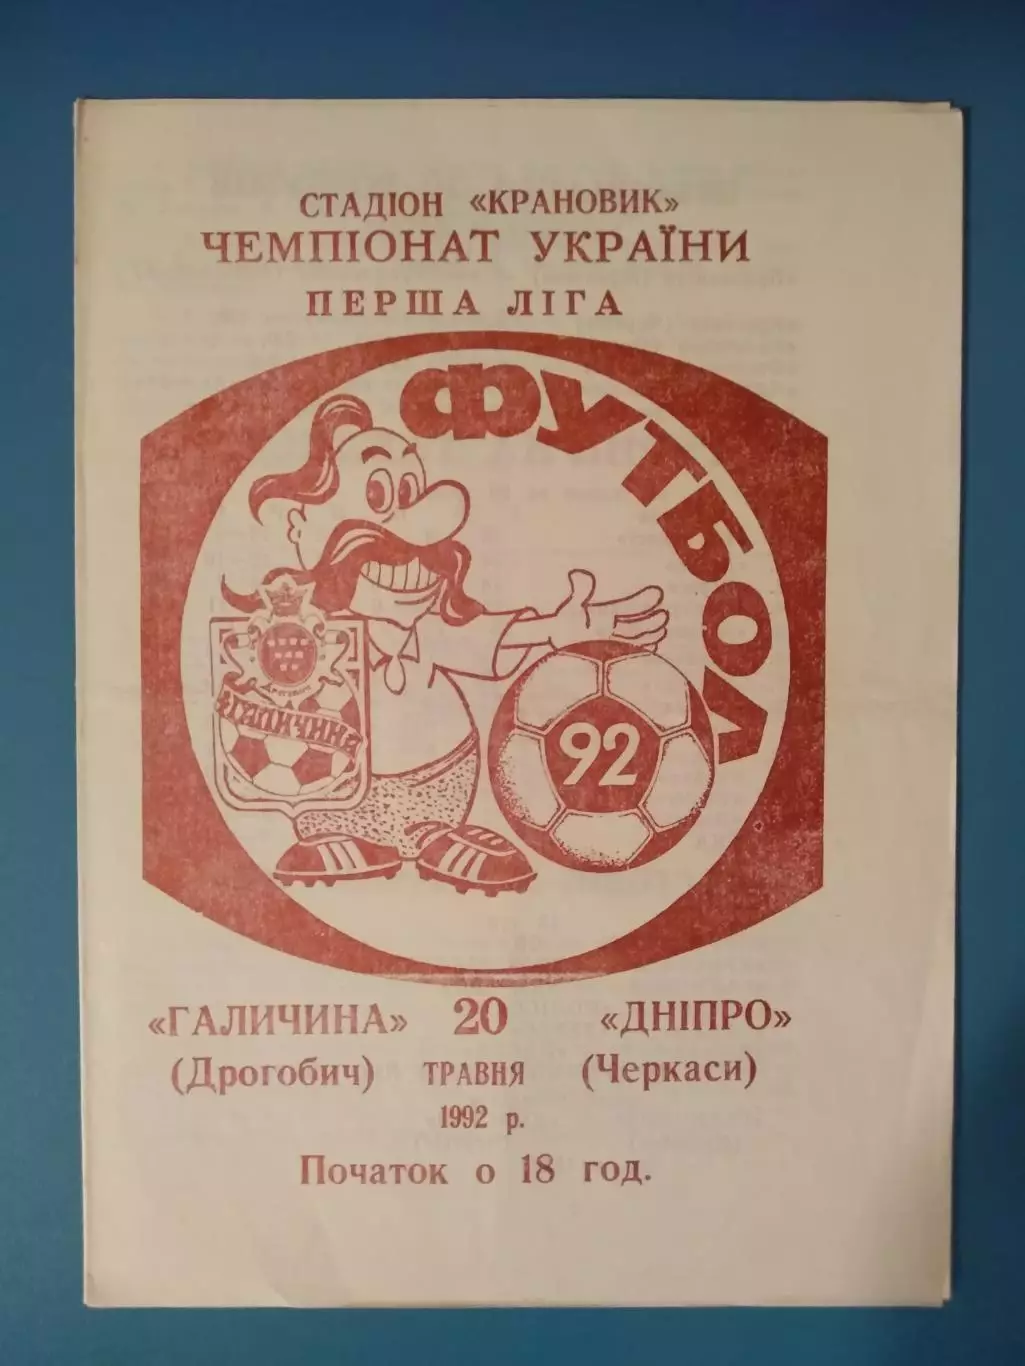 СТАДІОН «КРАНОВИК»
ЧЕМПІОНАТ УКРАЇНИ
ПЕРША ЛІГА
ФУТБОЛ
ДРОГОБИЧ
ГАЛИЧИНА
92
«ГАЛИЧИНА» 20 «ДНІПРО»
(Дрогобич) ТРАВНЯ (Черкаси)
1992 р.
Початок о 18 год.